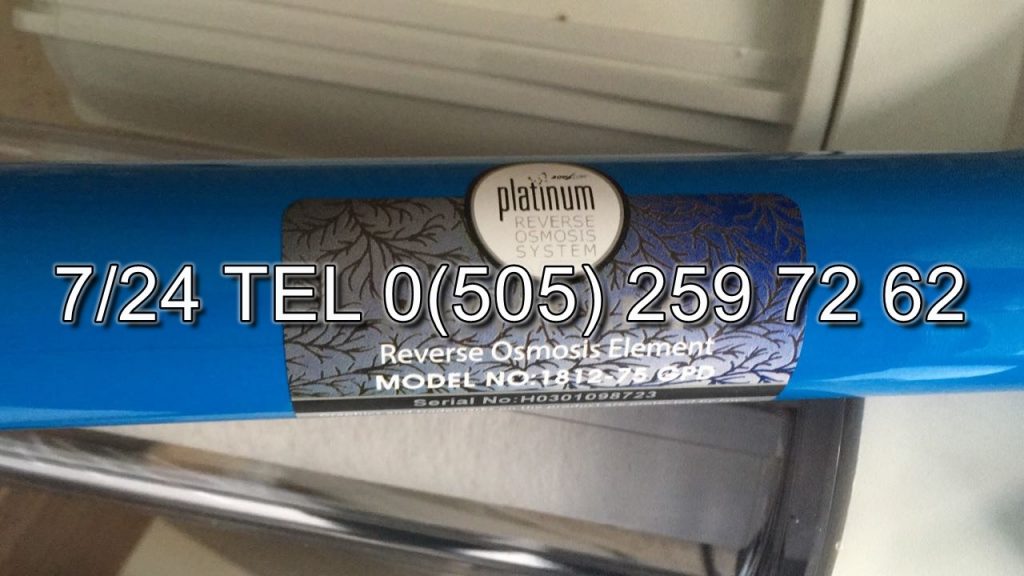 platinum
REVERSE
OSMOSIS
SYSTEM
7/24 TEL 0(505) 259 72 62
Reverse Osmosis Element
MODEL NO:1812-75 GPD
Serial No:H0301098723